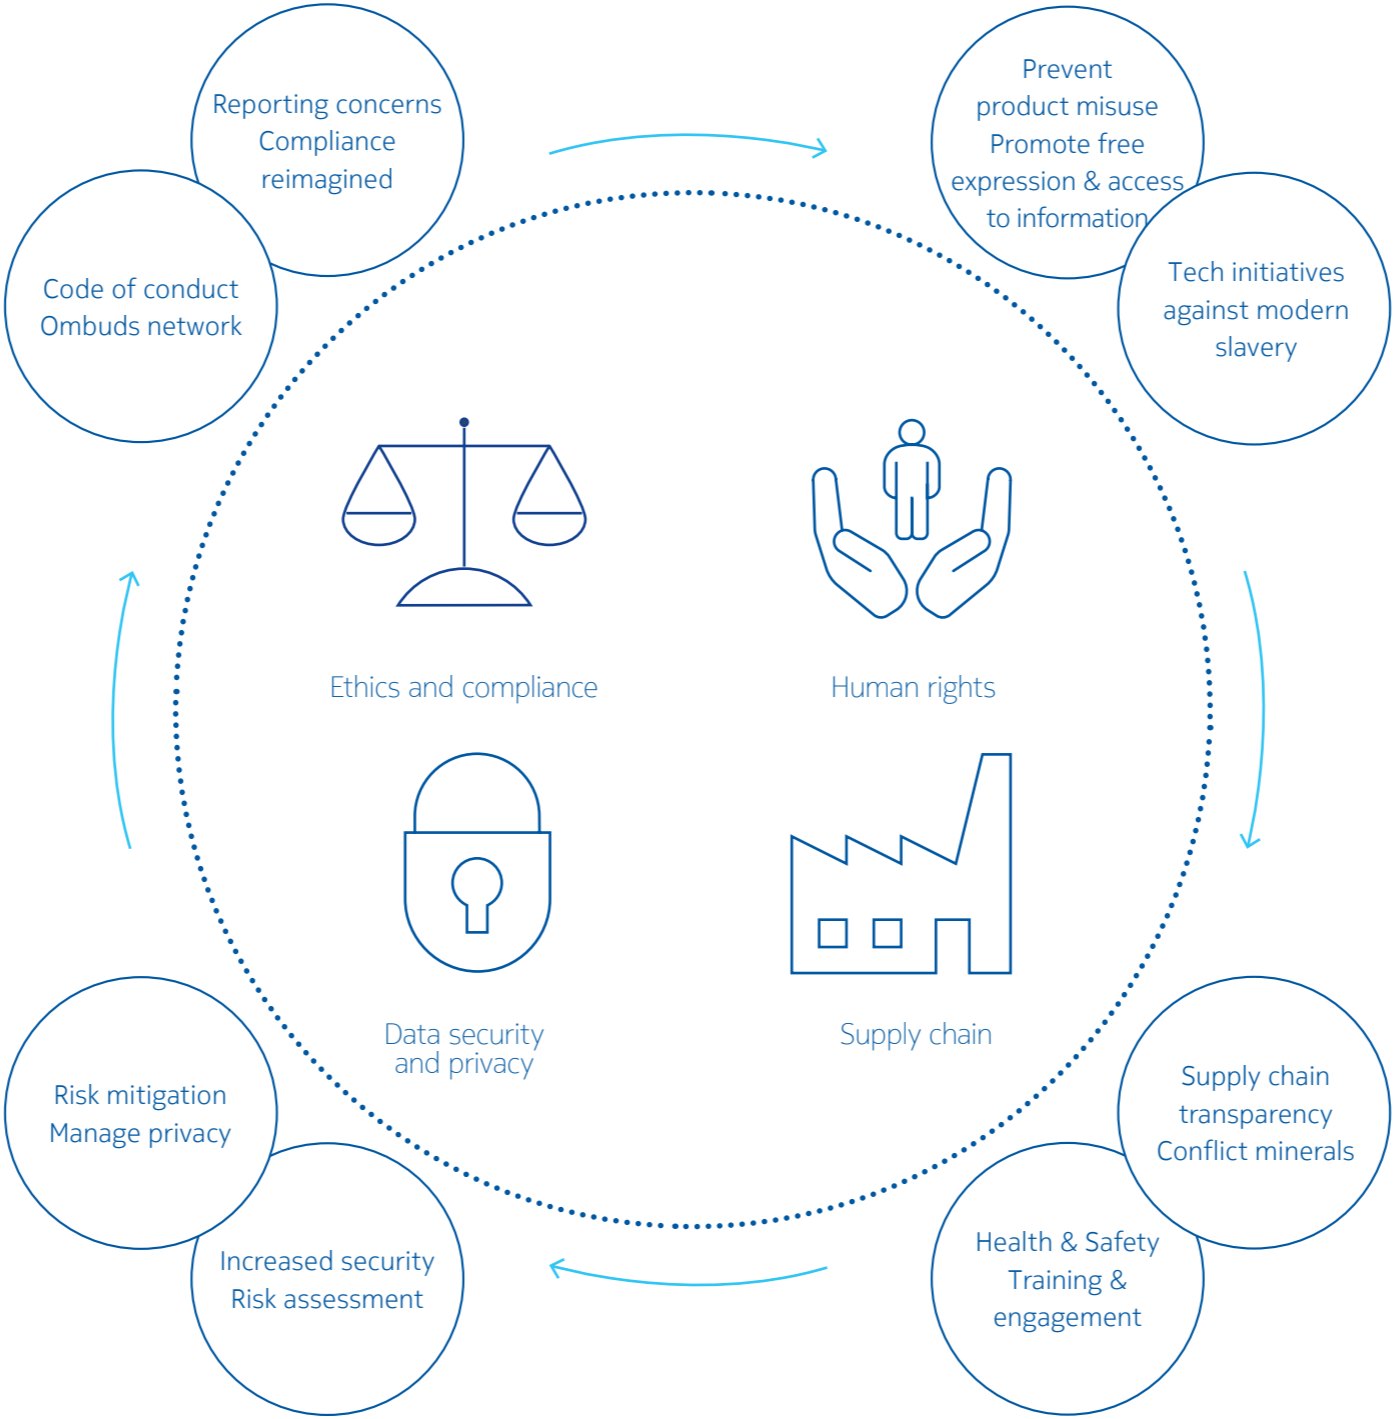 Reporting concerns
Compliance
reimagined
Code of conduct
Ombuds network
Prevent
product misuse
Promote free
expression & access
to information
Tech initiatives
against modern
slavery
Ethics and compliance
Human rights
Data security
and privacy
Supply chain
Risk mitigation
Manage privacy
Increased security
Risk assessment
Supply chain
transparency
Conflict minerals
Health & Safety
Training &
engagement